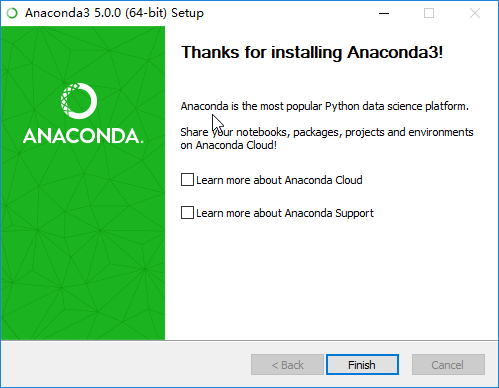 Anaconda3 5.0.0 (64-bit) Setup
Thanks for installing Anaconda3!
Anaconda is the most popular Python data science platform.
Share your notebooks, packages, projects and environments
on Anaconda Cloud!
ANACONDA.
Learn more about Anaconda Cloud
Learn more about Anaconda Support
< Back
Finish
Cancel